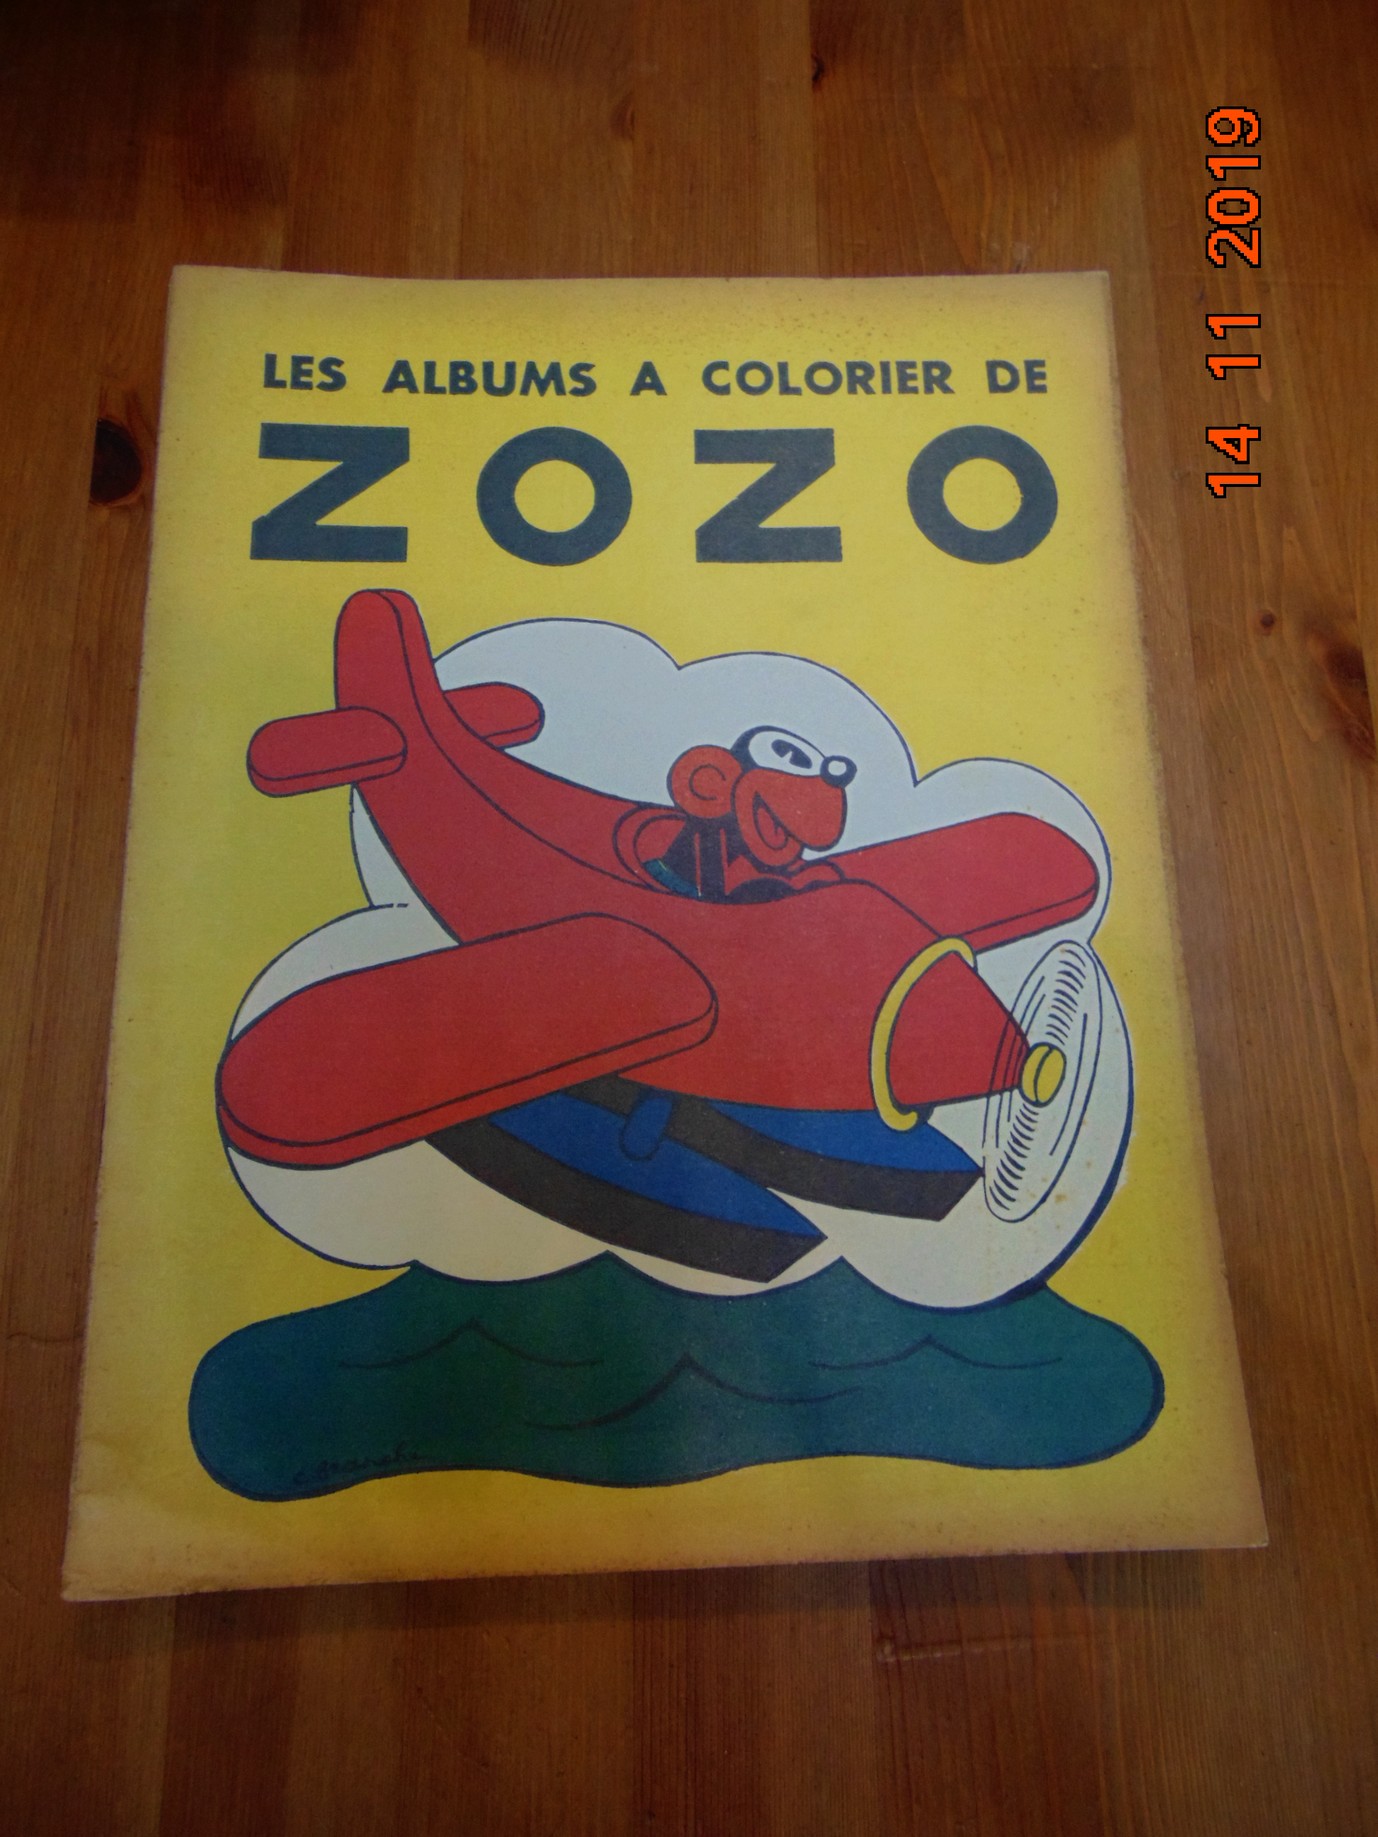 LES ALBUMS A COLORIER DE
ZOZO
14 11 2019